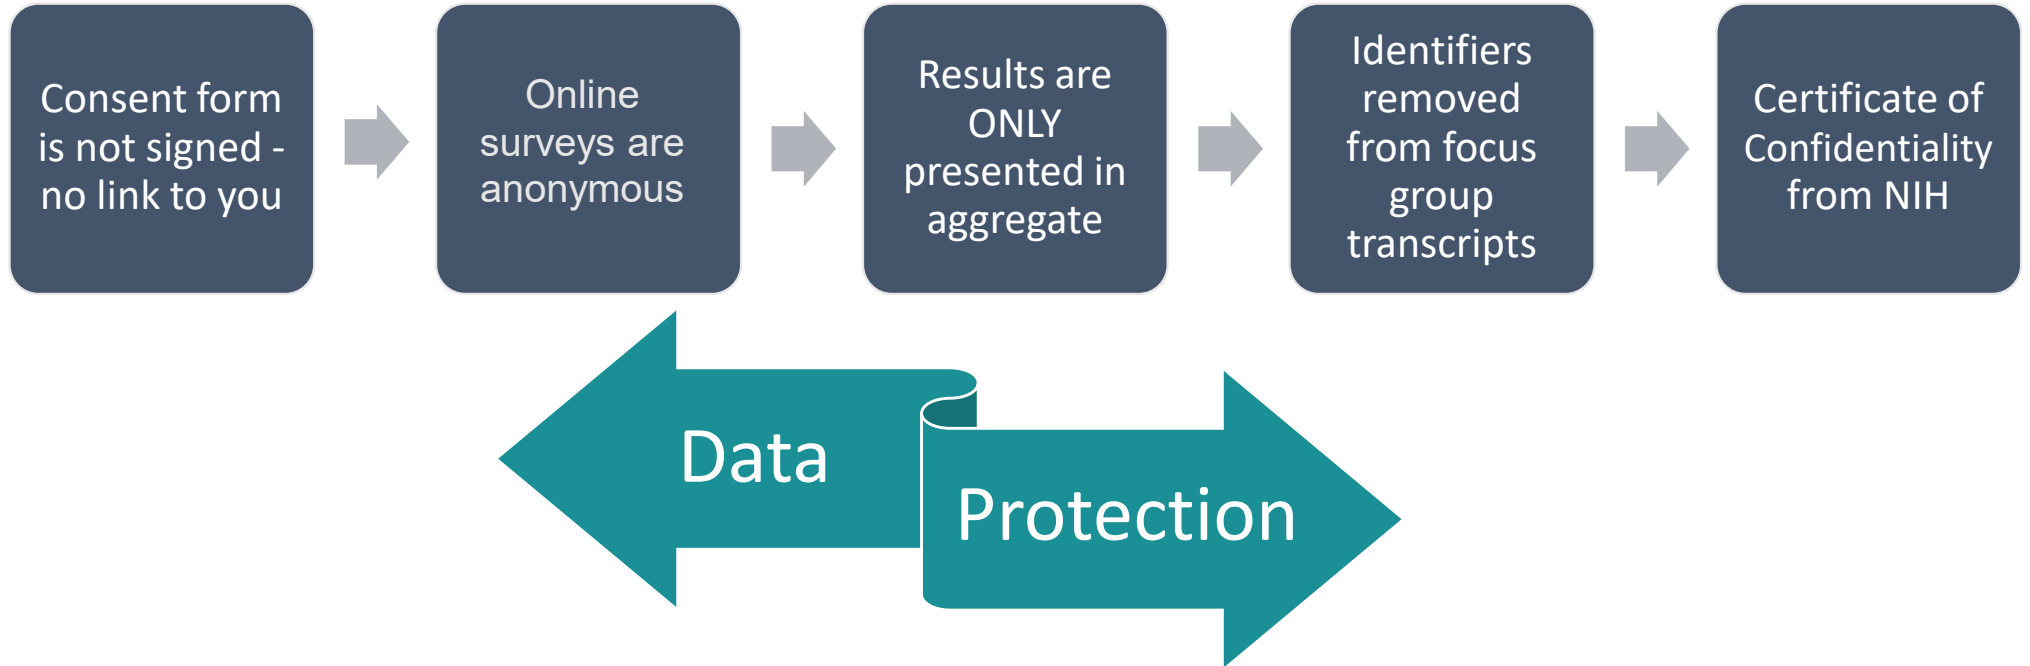 Consent form
is not signed -
no link to you
Online
surveys are
anonymous
Results are
ONLY
presented in
aggregate
Identifiers
removed
from focus
group
transcripts
Certificate of
Confidentiality
from NIH
Data
Protection